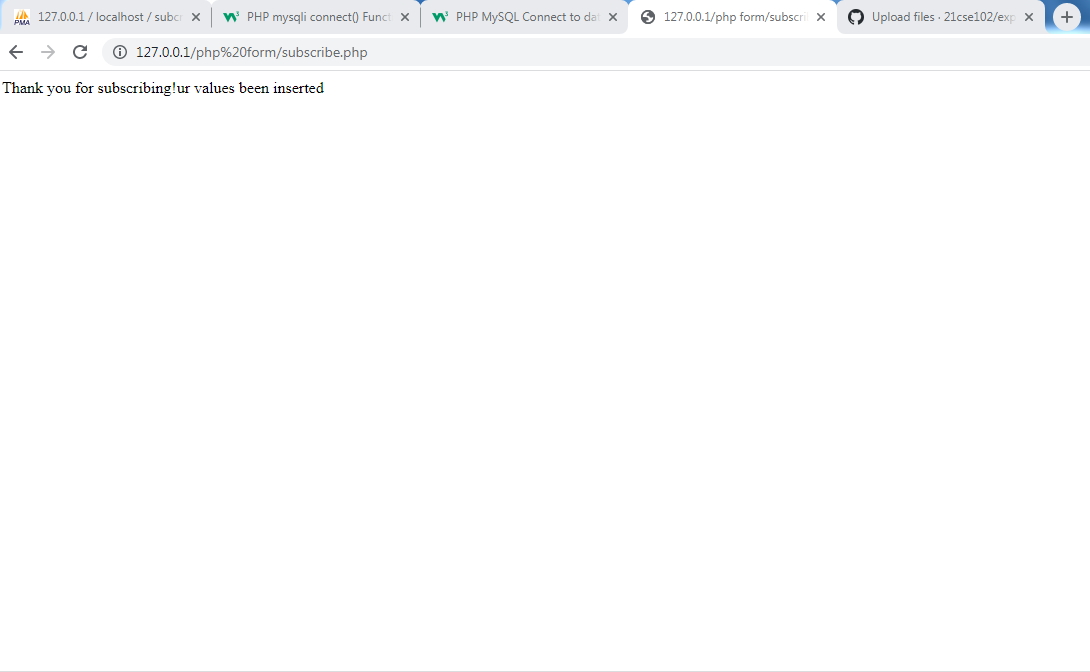 127.0.0.1 / localhost / subc
PHP mysqli connect() Funct
PHP MySQL Connect to dat
127.0.0.1/php form/subscri
Upload files · 21cse102/exp
127.0.0.1/php%20form/subscribe.php
Thank you for subscribing!ur values been inserted